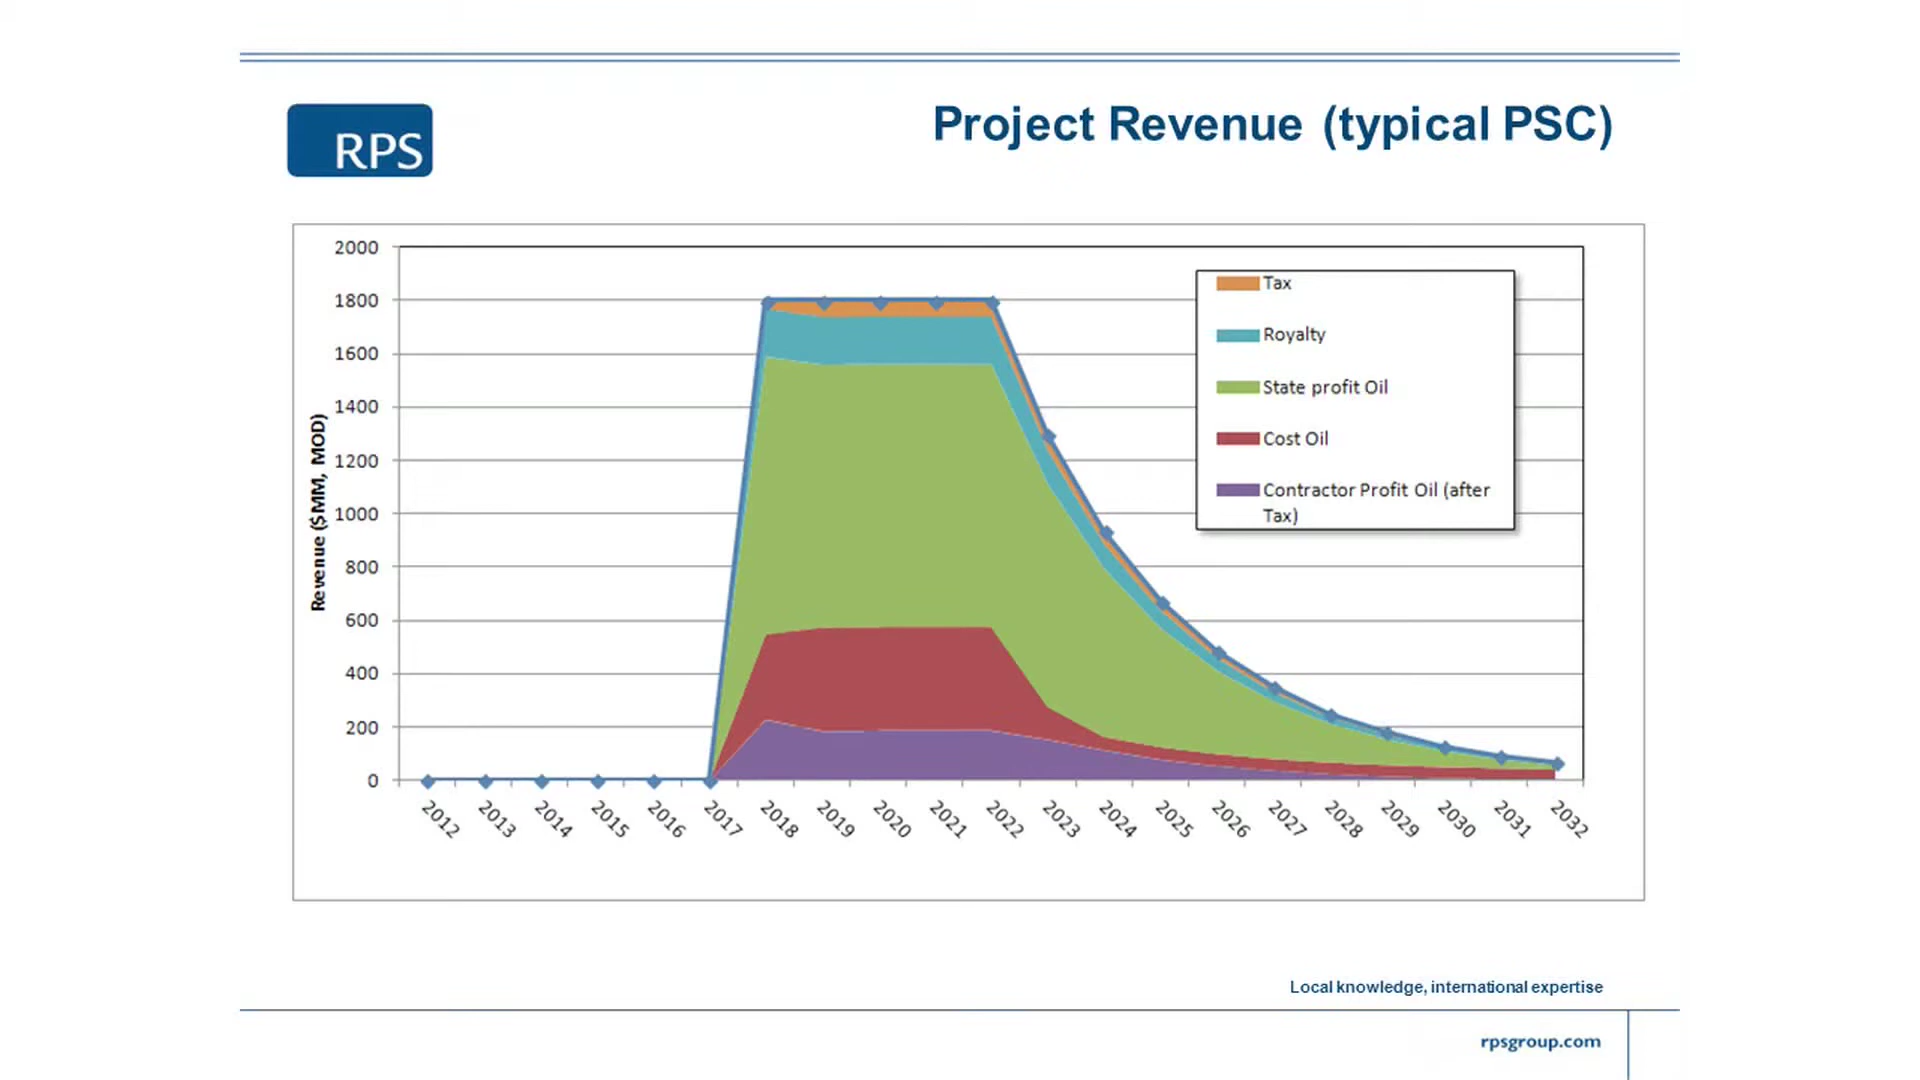 RPS
Project Revenue (typical PSC)
Revenue ($MM, MOD)
2000
1800
1600
1400
1200
1000
800
600
400
200
0
2012
2013
2014
2015
2016
2017
2018
2019
2020
2021
2022
2023
2024
2025
2026
2027
2028
2029
2030
2031
2032
Tax
Royalty
State profit Oil
Cost Oil
Contractor Profit Oil (after
Tax)
Local knowledge, international expertise
rpsgroup.com